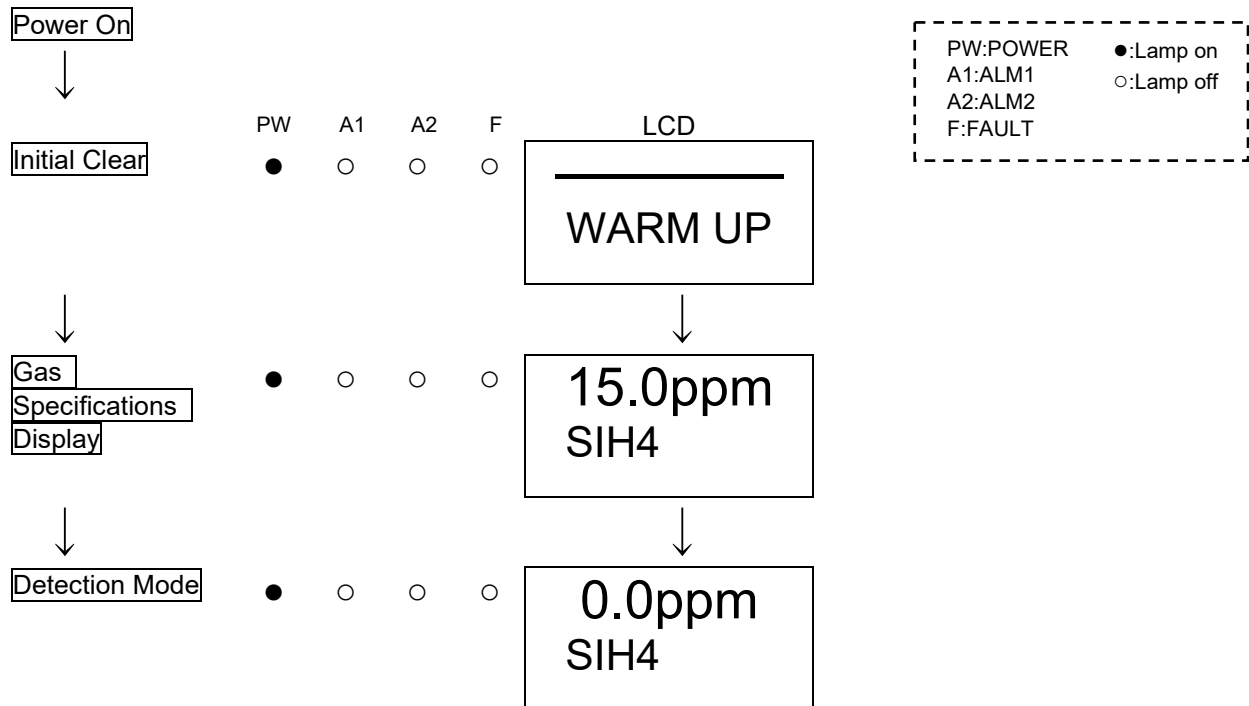 Power On
PW:POWER ●:Lamp on
A1:ALM1 ○:Lamp off
A2:ALM2
F:FAULT
PW A1 A2 F LCD
Initial Clear ● ○ ○ ○
WARM UP
Gas
Specifications
Display
● ○ ○ ○
15.0ppm
SIH4
Detection Mode ● ○ ○ ○
0.0ppm
SIH4